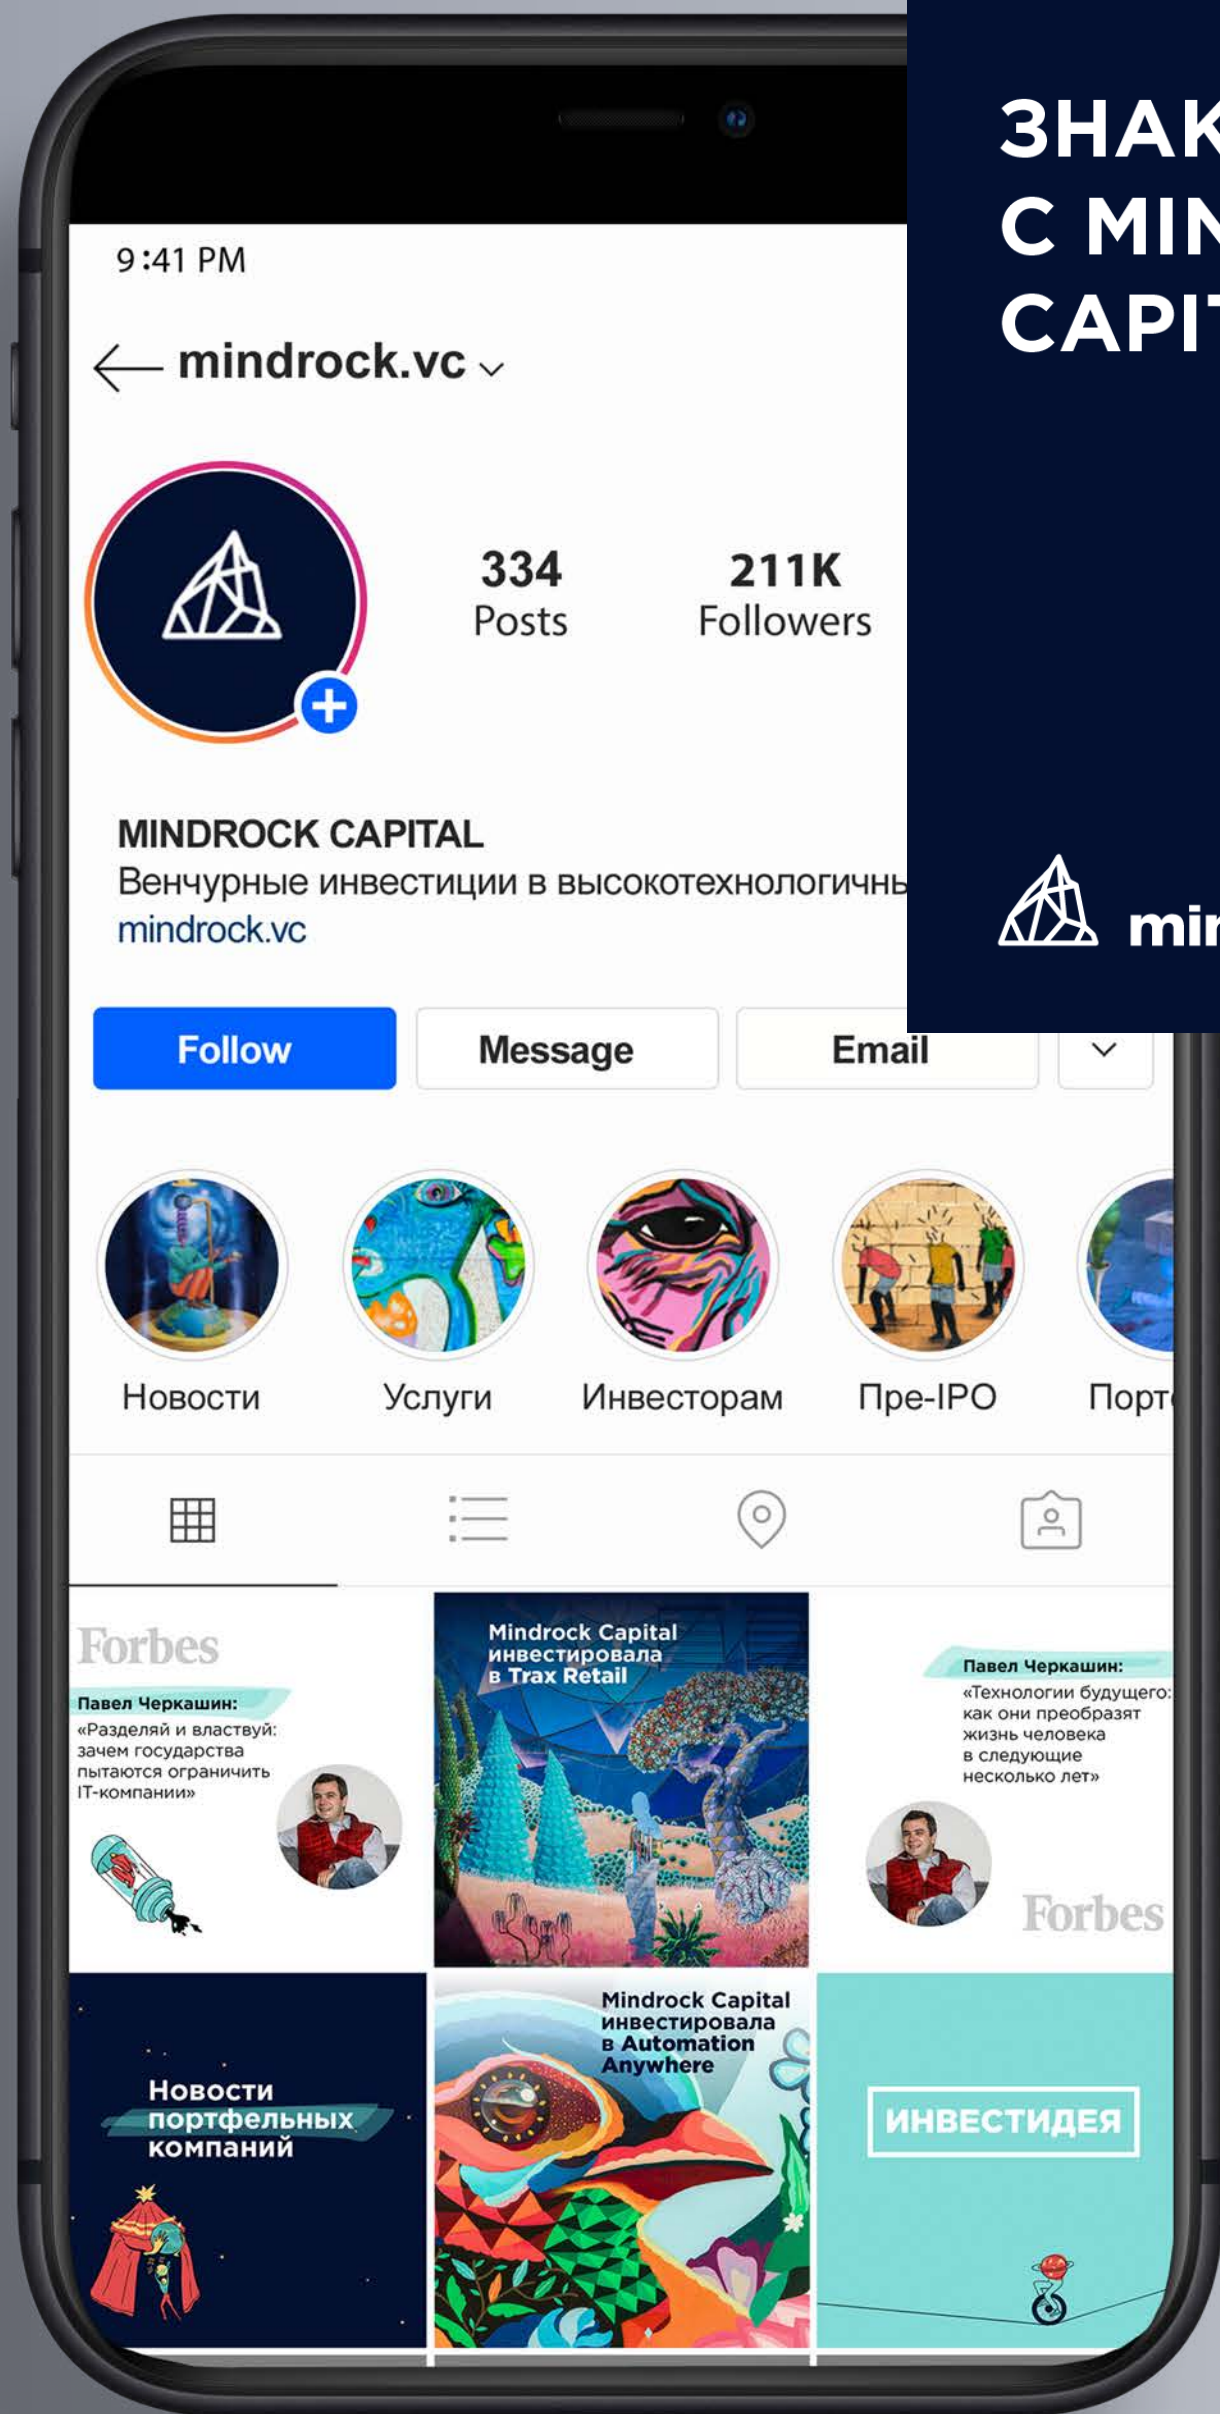 9:41 PM
mindrock.vc
334
Posts
211K
Followers
MINDROCK CAPITAL
Венчурные инвестиции в
mindrock.vc
Follow
Message
Email
Новости
Услуги
Инвесторам
Пре-IPO
Forbes
Павел Черкашин:
«Разделяй и властвуй:
зачем государства
пытаются ограничить
IT-компании»
Mindrock Capital
инвестировала
в Trax Retail
Павел Черкашин:
«Технологии будущего:
как они преобразят
жизнь человека
в следующие
несколько лет»
Forbes
Новости
портфельных
компаний
Mindrock Capital
инвестировала
в Automation
Anywhere
ИНВЕСТИДЕЯ
С